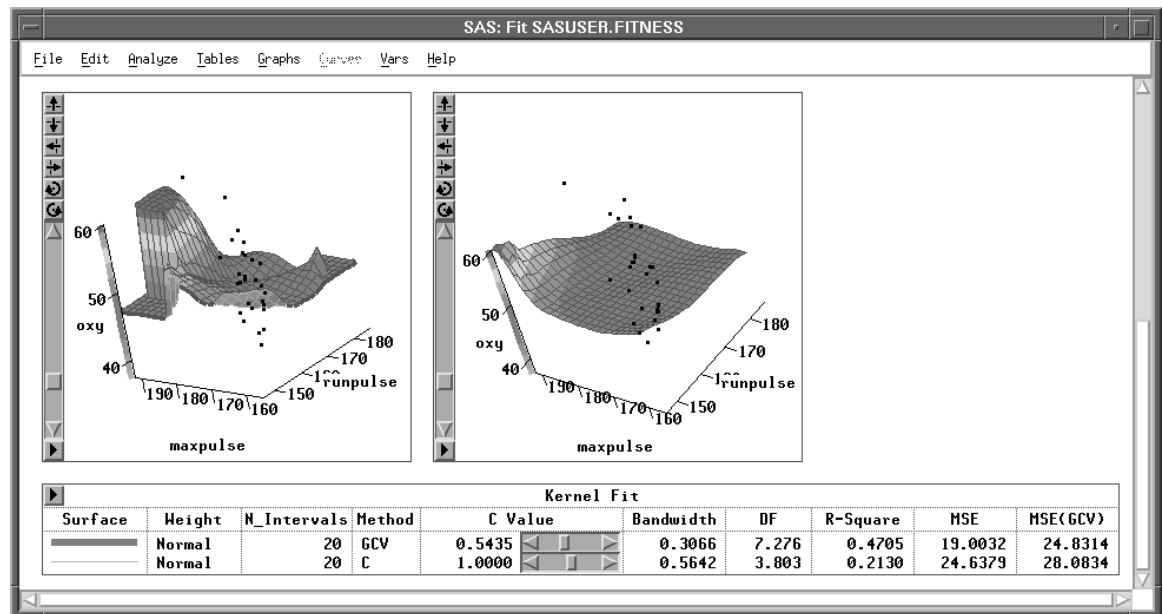 SAS: Fit SASUSER.FITNESS
File Edit Analyze Tables Graphs Curves Vars Help
60
50
oxy
40
190 180 170 160
maxpulse
150
170
180
runpulse
60
50
oxy
40
190 180 170 160
maxpulse
150
170
180
runpulse
Kernel Fit
Surface Weight N_Intervals Method C Value Bandwidth DF R-Square MSE MSE(GCV)
Normal 20 GCV 0.5435 0.3066 7.276 0.4705 19.0032 24.8314
Normal 20 C 1.0000 0.5642 3.803 0.2130 24.6379 28.0834